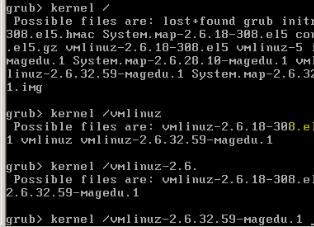 grub> kernel /
Possible files are: lost+found grub initr
308.el5.hmac System.map-2.6.18-308.el5 con
.el5.gz vmlinuz-2.6.18-308.el5 vmlinuz-5
magedu.1 System.map-2.6.28.10-magedu.1 vml
linuz-2.6.32.59-magedu.1 System.map-2.6.32
1.img
grub> kernel /vmlinuz
Possible files are: vmlinuz-2.6.18-308.e
1 vmlinuz vmlinuz-2.6.32.59-magedu.1
grub> kernel /vmlinuz-2.6.
Possible files are: vmlinuz-2.6.18-308.el
2.6.32.59-magedu.1
grub> kernel /vmlinuz-2.6.32.59-magedu.1